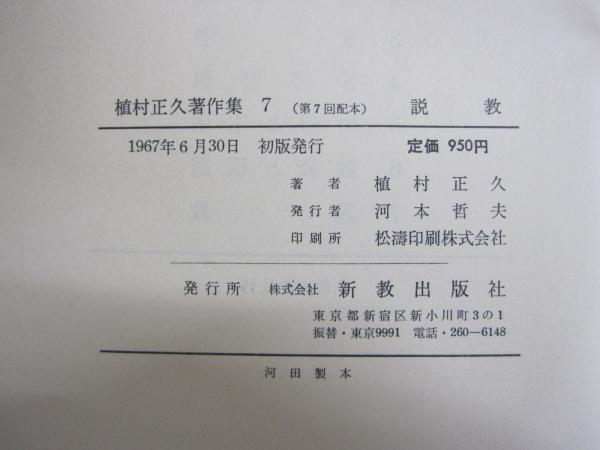 植村正久著作集 7 （第7回配本） 説教
1967年6月30日 初版発行 定価 950円
著者 植村正久
発行者 河本哲夫
印刷所 松濤印刷株式会社
発行所 株式会社 新教出版社
東京都新宿区新小川町3の1
振替・東京9991 電話・260―6148
河田製本